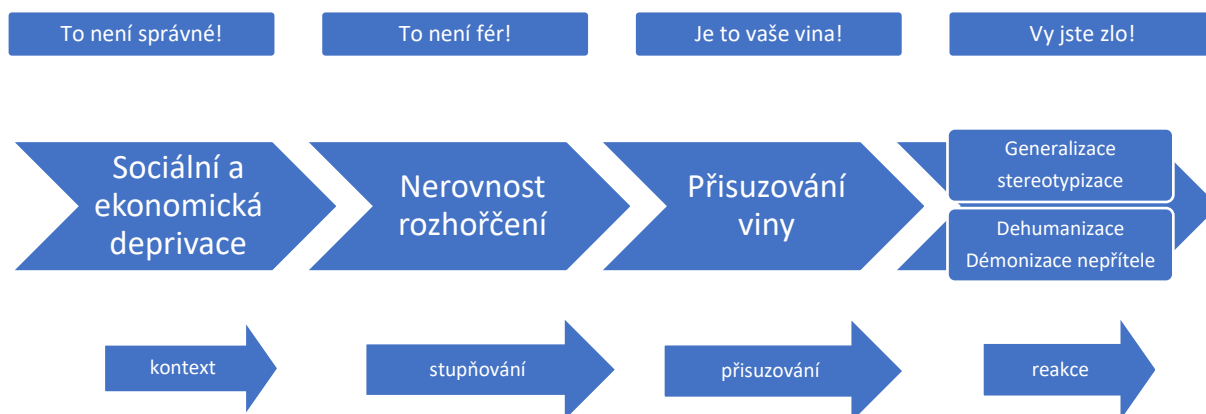 To není správné!
To není fér!
Je to vaše vina!
Vy jste zlo!
Sociální a
ekonomická
deprivace
Nerovnost
rozhořčení
Přisuzování
viny
Generalizace
stereotypizace
Dehumanizace
Démonizace nepřítele
kontext
stupňování
přisuzování
reakce